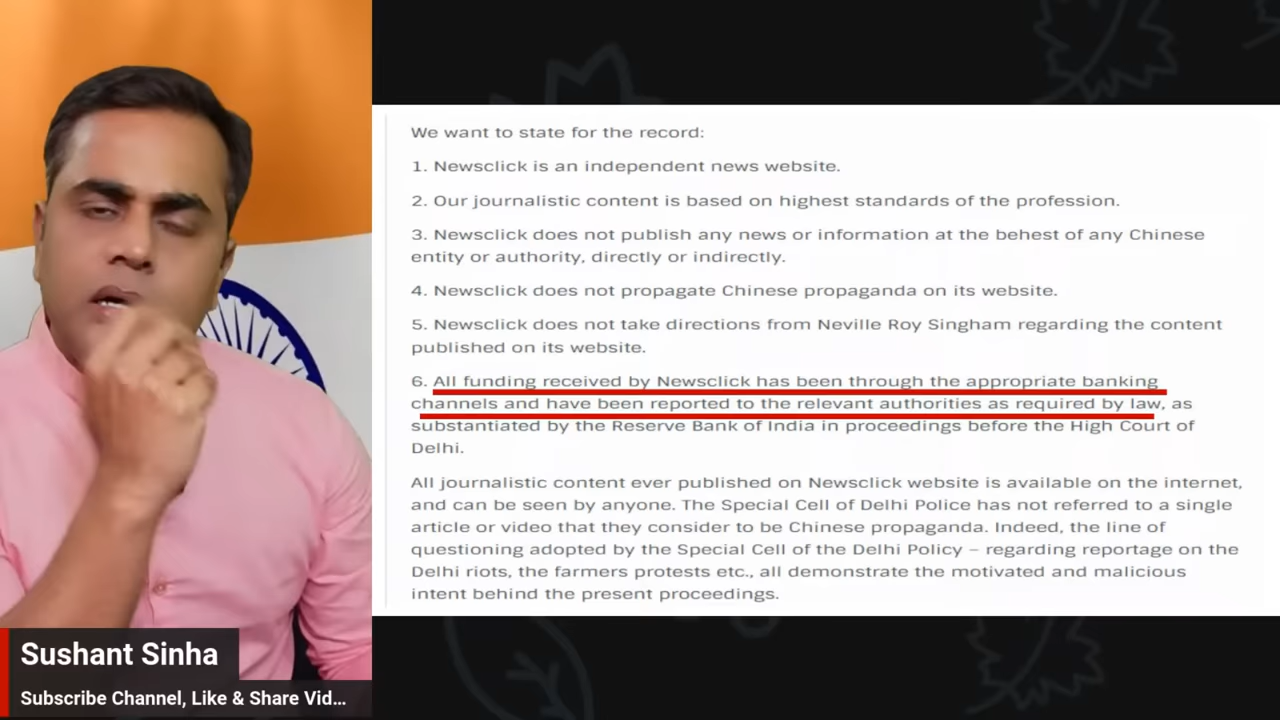 We want to state for the record:
1. Newsclick is an independent news website.
2. Our journalistic content is based on highest standards of the profession.
3. Newsclick does not publish any news or information at the behest of any Chinese
entity or authority, directly or indirectly.
4. Newsclick does not propagate Chinese propaganda on its website.
5. Newsclick does not take directions from Neville Roy Singham regarding the content
published on its website.
6. All funding received by Newsclick has been through the appropriate banking
channels and have been reported to the relevant authorities as required by law, as
substantiated by the Reserve Bank of India in proceedings before the High Court of
Delhi.
All journalistic content ever published on Newsclick website is available on the internet,
and can be seen by anyone. The Special Cell of Delhi Police has not referred to a single
article or video that they consider to be Chinese propaganda. Indeed, the line of
questioning adopted by the Special Cell of the Delhi Policy – regarding reportage on the
Delhi riots, the farmers protests etc., all demonstrate the motivated and malicious
intent behind the present proceedings.
Sushant Sinha
Subscribe Channel, Like & Share Vid...